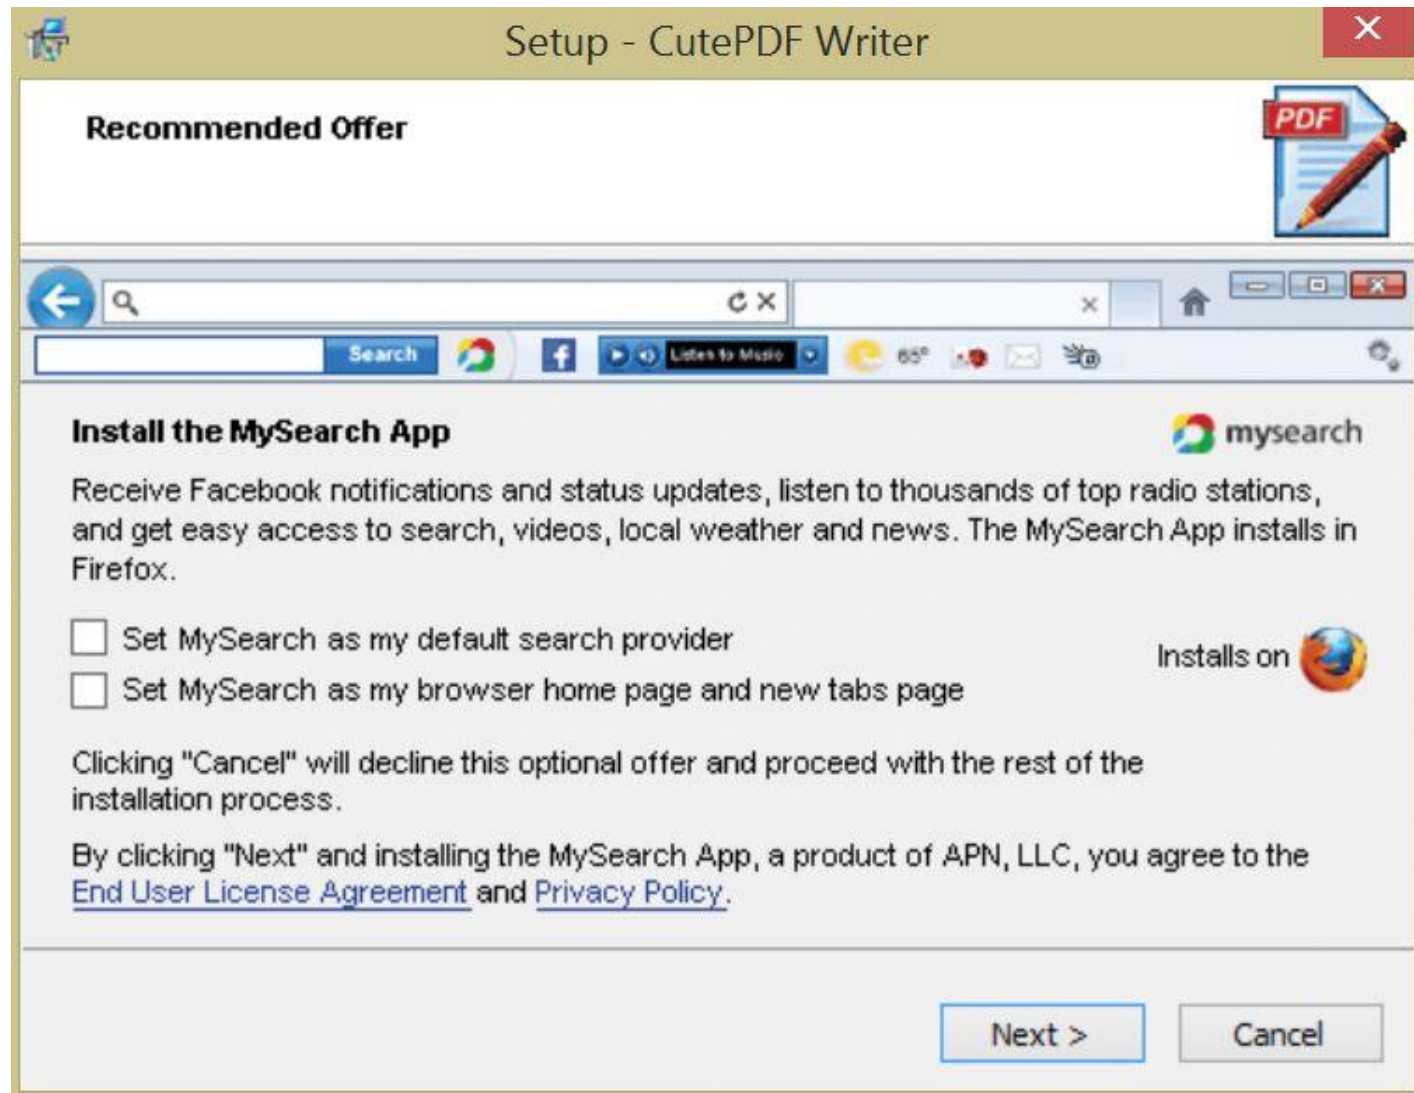 Setup - CutePDF Writer
Recommended Offer
PDF
Search
Listen to Music
65°
Install the MySearch App
mysearch
Receive Facebook notifications and status updates, listen to thousands of top radio stations,
and get easy access to search, videos, local weather and news. The MySearch App installs in
Firefox.
Set MySearch as my default search provider
Installs on
Set MySearch as my browser home page and new tabs page
Clicking "Cancel" will decline this optional offer and proceed with the rest of the
installation process.
By clicking "Next" and installing the MySearch App, a product of APN, LLC, you agree to the
End User License Agreement and Privacy Policy.
Next >
Cancel